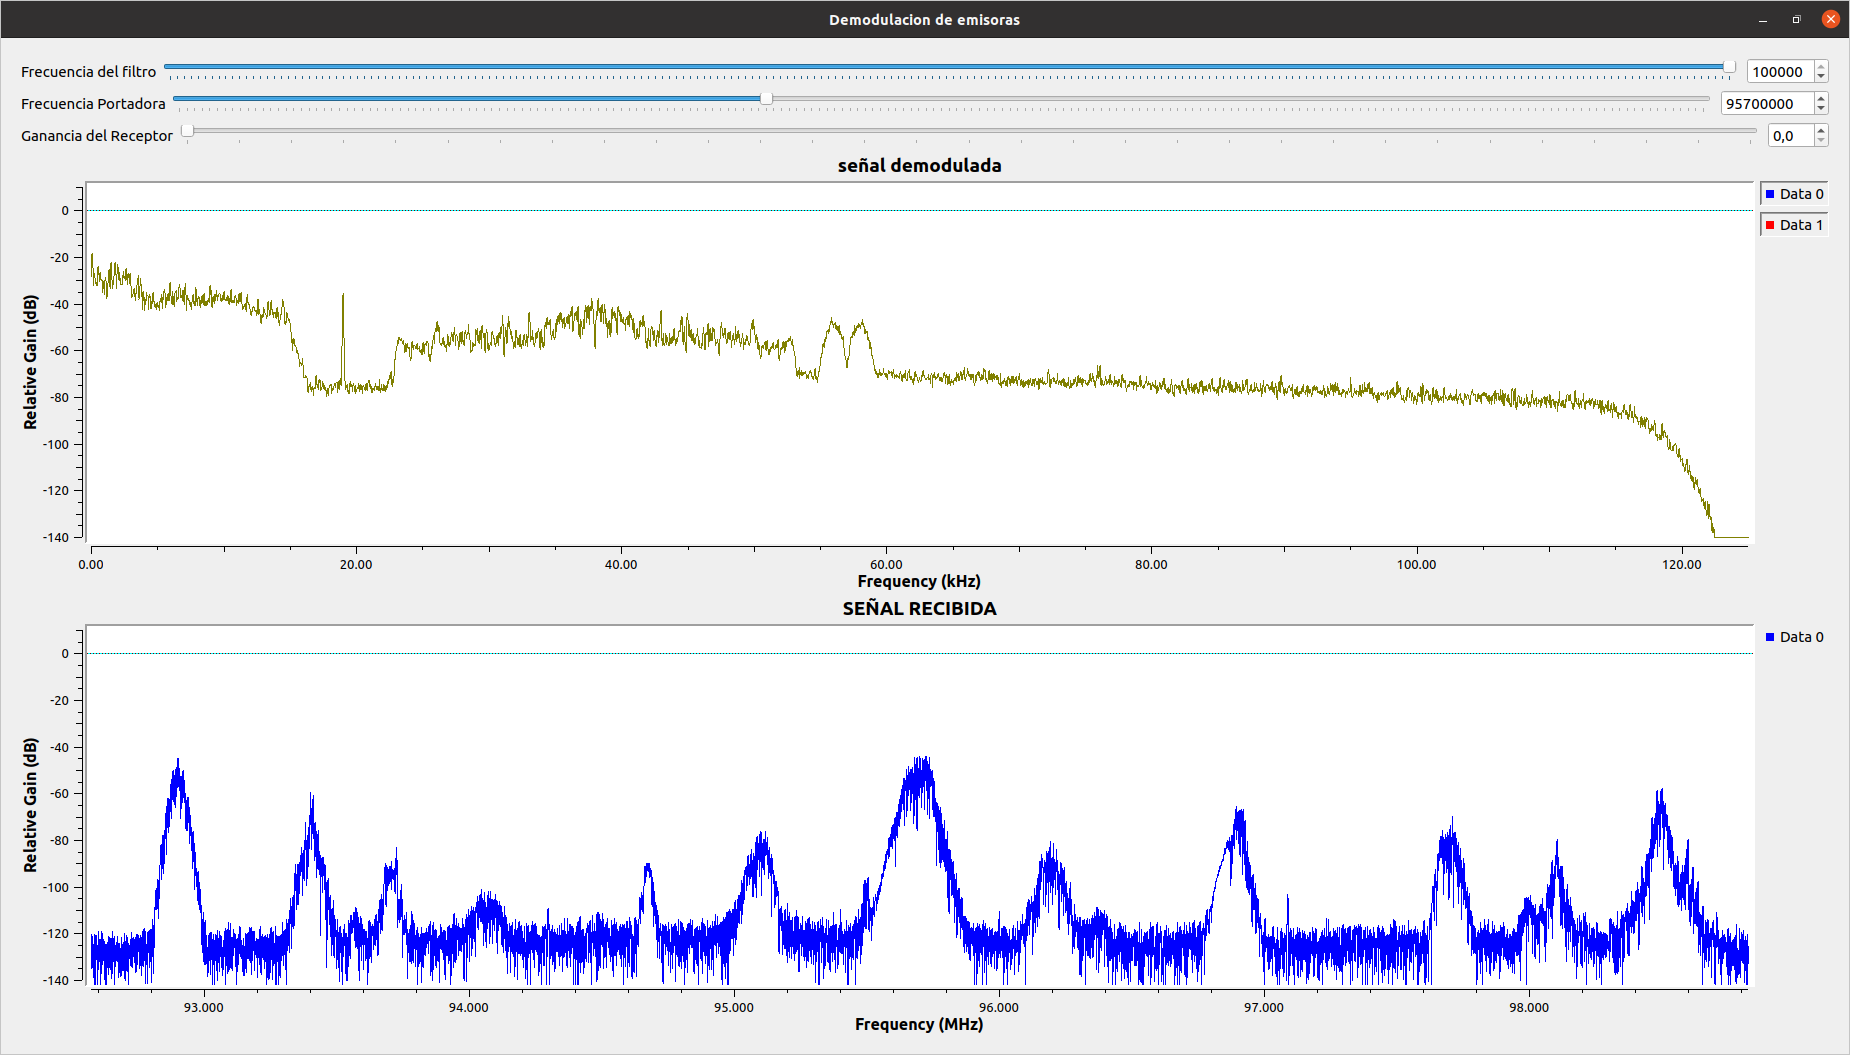 Demodulacion de emisoras
Frecuencia del filtro 100000
Frecuencia Portadora 95700000
Ganancia del Receptor 0,0
señal demodulada
Data 0
Data 1
Relative Gain (dB)
0
-20
-40
-60
-80
-100
-120
-140
0.00 20.00 40.00 60.00 80.00 100.00 120.00
Frequency (kHz)
SEÑAL RECIBIDA
Data 0
Relative Gain (dB)
0
-20
-40
-60
-80
-100
-120
-140
93.000 94.000 95.000 96.000 97.000 98.000
Frequency (MHz)